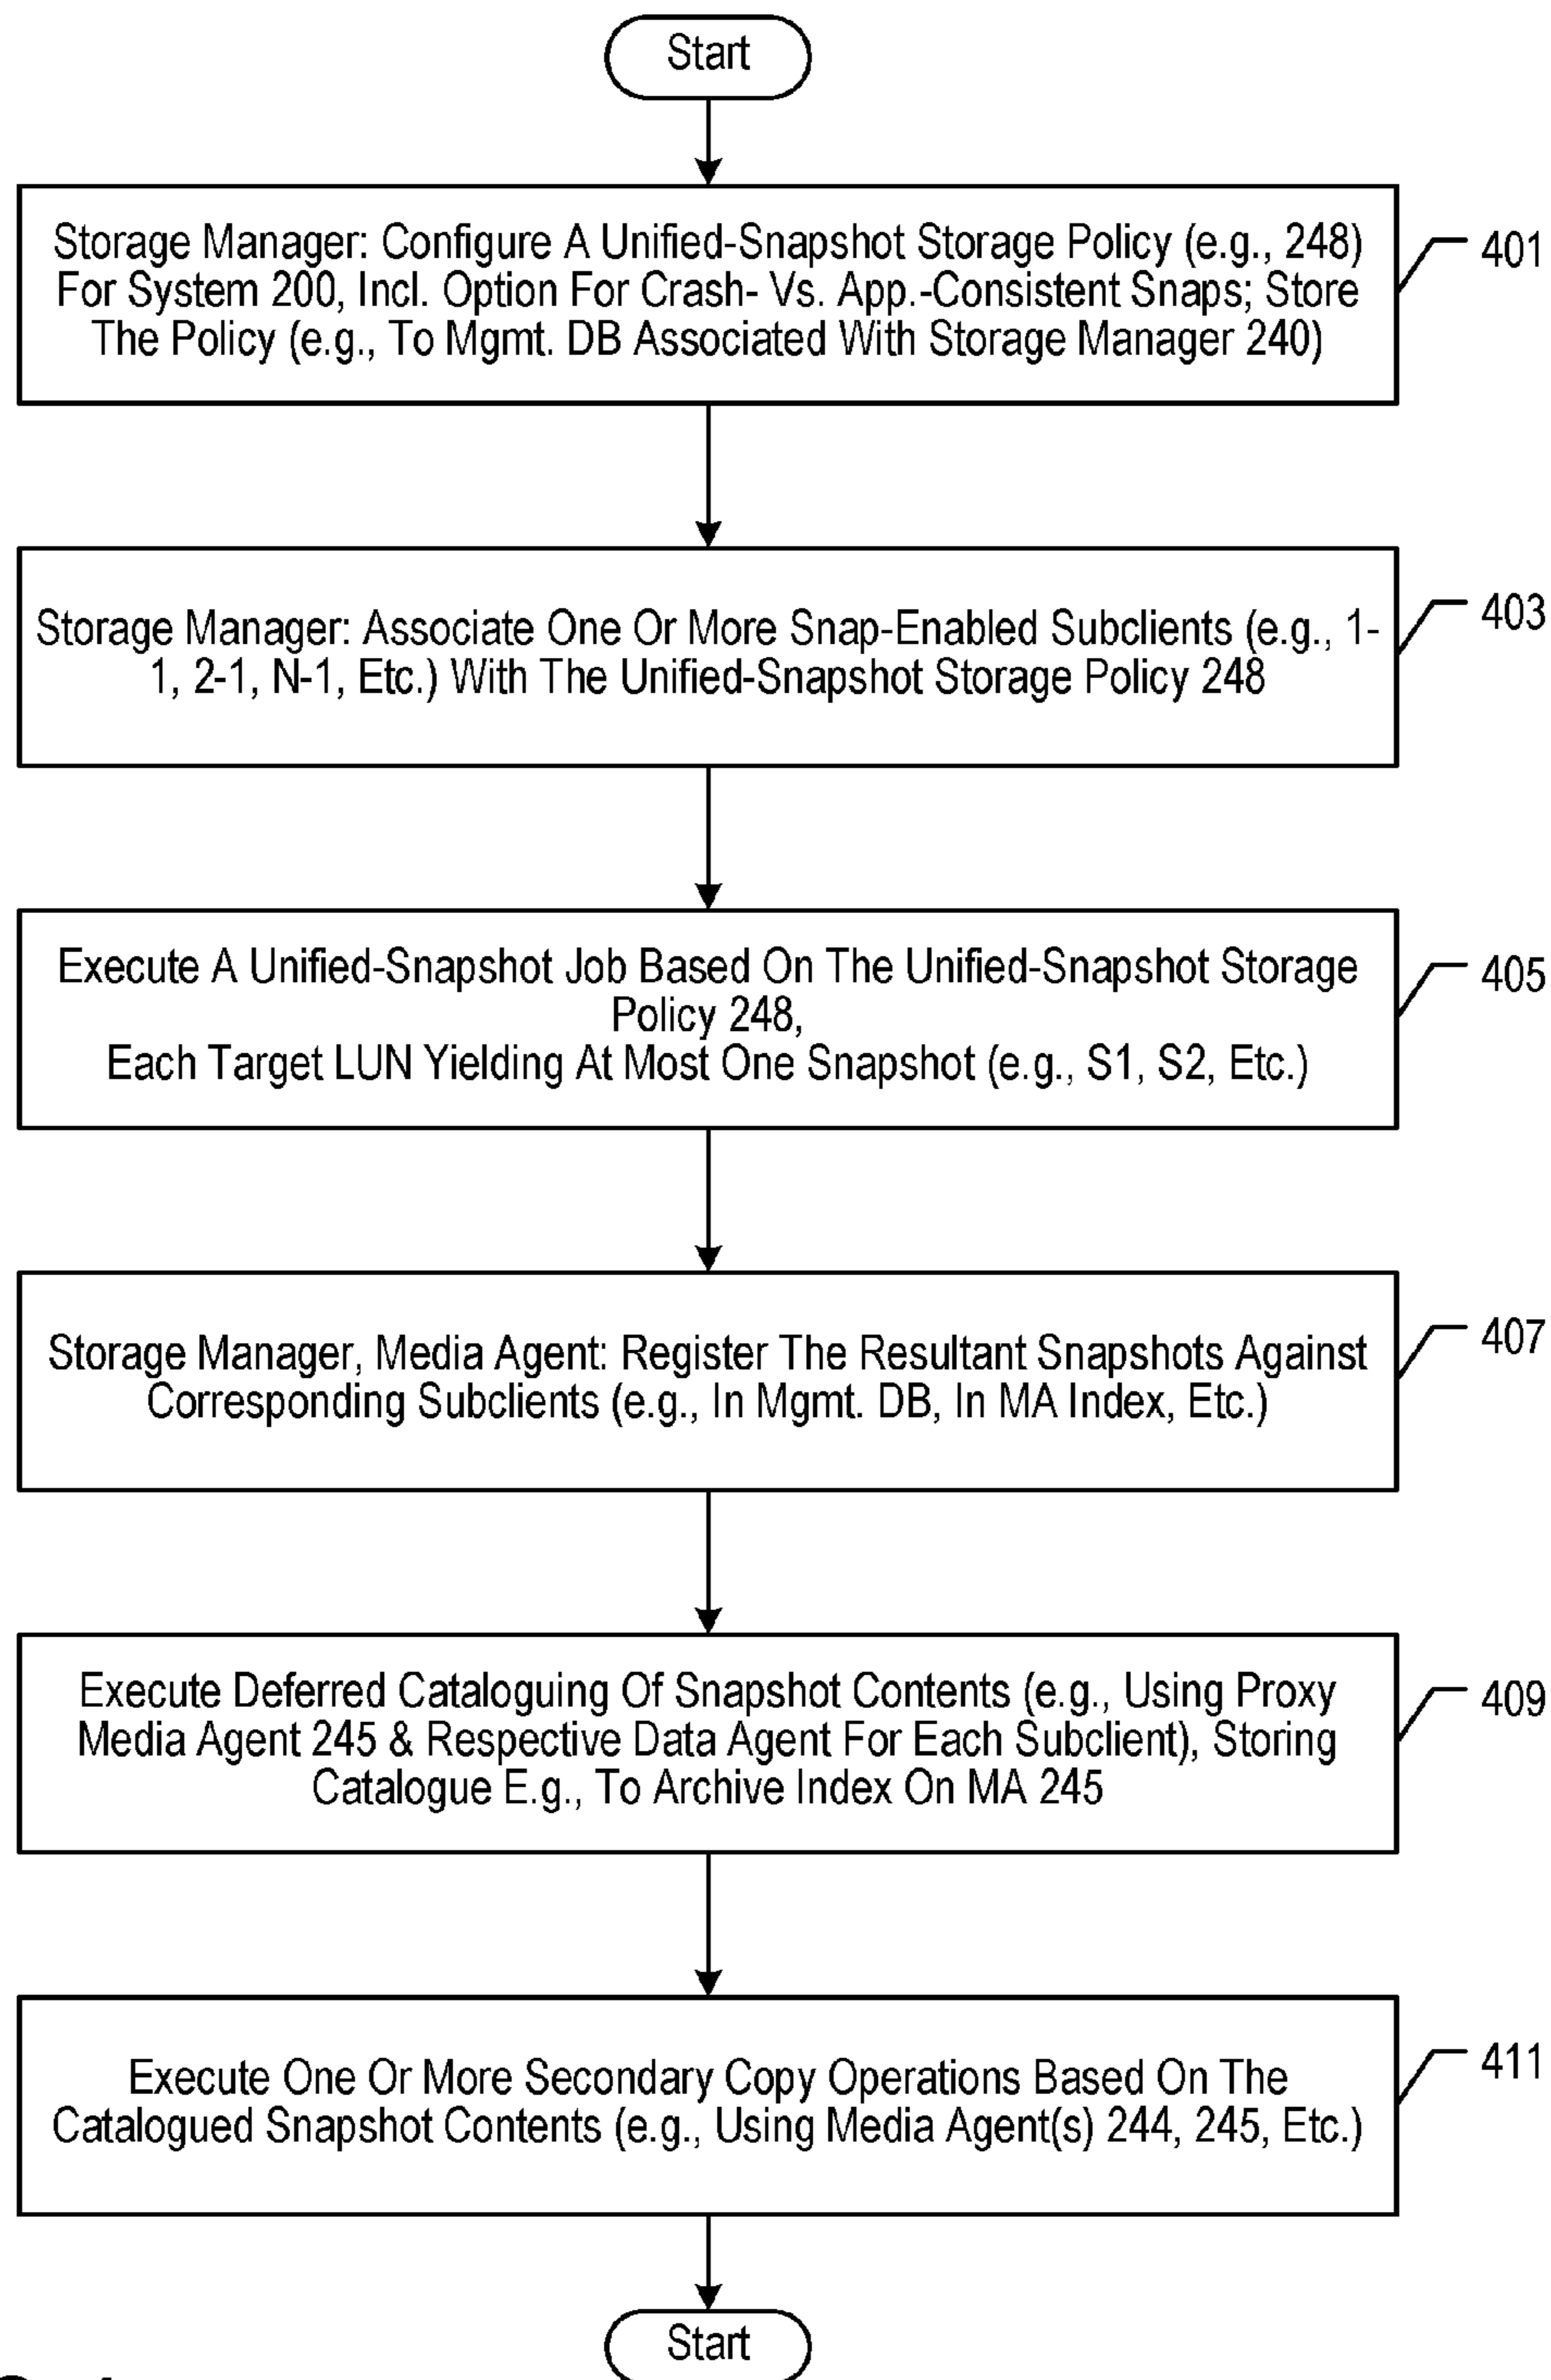 Start
Storage Manager: Configure A Unified-Snapshot Storage Policy (e.g., 248)
For System 200, Incl. Option For Crash- Vs. App.-Consistent Snaps; Store
The Policy (e.g., To Mgmt. DB Associated With Storage Manager 240)
401
Storage Manager: Associate One Or More Snap-Enabled Subclients (e.g., 1-
1, 2-1, N-1, Etc.) With The Unified-Snapshot Storage Policy 248
403
Execute A Unified-Snapshot Job Based On The Unified-Snapshot Storage
Policy 248,
Each Target LUN Yielding At Most One Snapshot (e.g., S1, S2, Etc.)
405
Storage Manager, Media Agent: Register The Resultant Snapshots Against
Corresponding Subclients (e.g., In Mgmt. DB, In MA Index, Etc.)
407
Execute Deferred Cataloguing Of Snapshot Contents (e.g., Using Proxy
Media Agent 245 & Respective Data Agent For Each Subclient), Storing
Catalogue E.g., To Archive Index On MA 245
409
Execute One Or More Secondary Copy Operations Based On The
Catalogued Snapshot Contents (e.g., Using Media Agent(s) 244, 245, Etc.)
411
Start